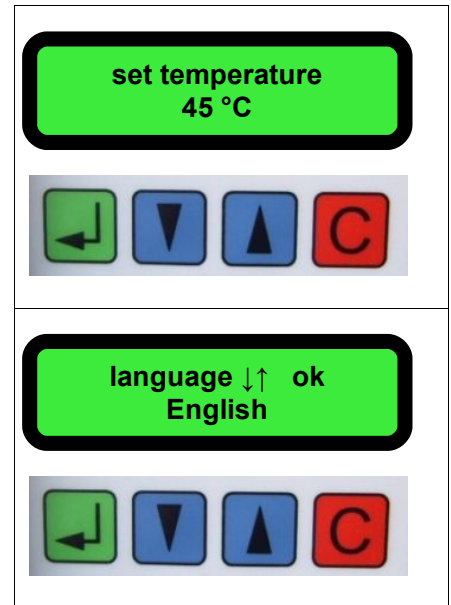 set temperature
45 °C
C
language ↓↑ ok
English
C